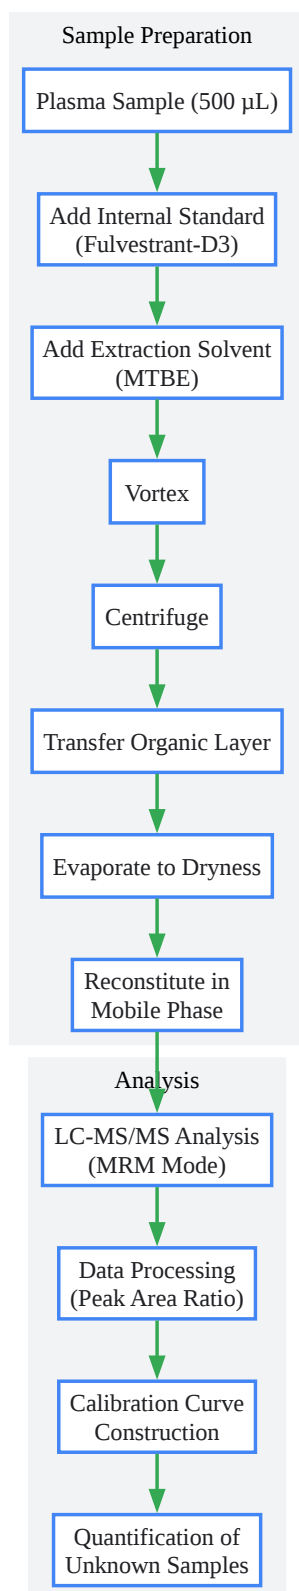 Sample Preparation
Plasma Sample (500 µL)
Add Internal Standard
(Fulvestrant-D3)
Add Extraction Solvent
(MTBE)
Vortex
Centrifuge
Transfer Organic Layer
Evaporate to Dryness
Reconstitute in
Mobile Phase
Analysis
LC-MS/MS Analysis
(MRM Mode)
Data Processing
(Peak Area Ratio)
Calibration Curve
Construction
Quantification of
Unknown Samples